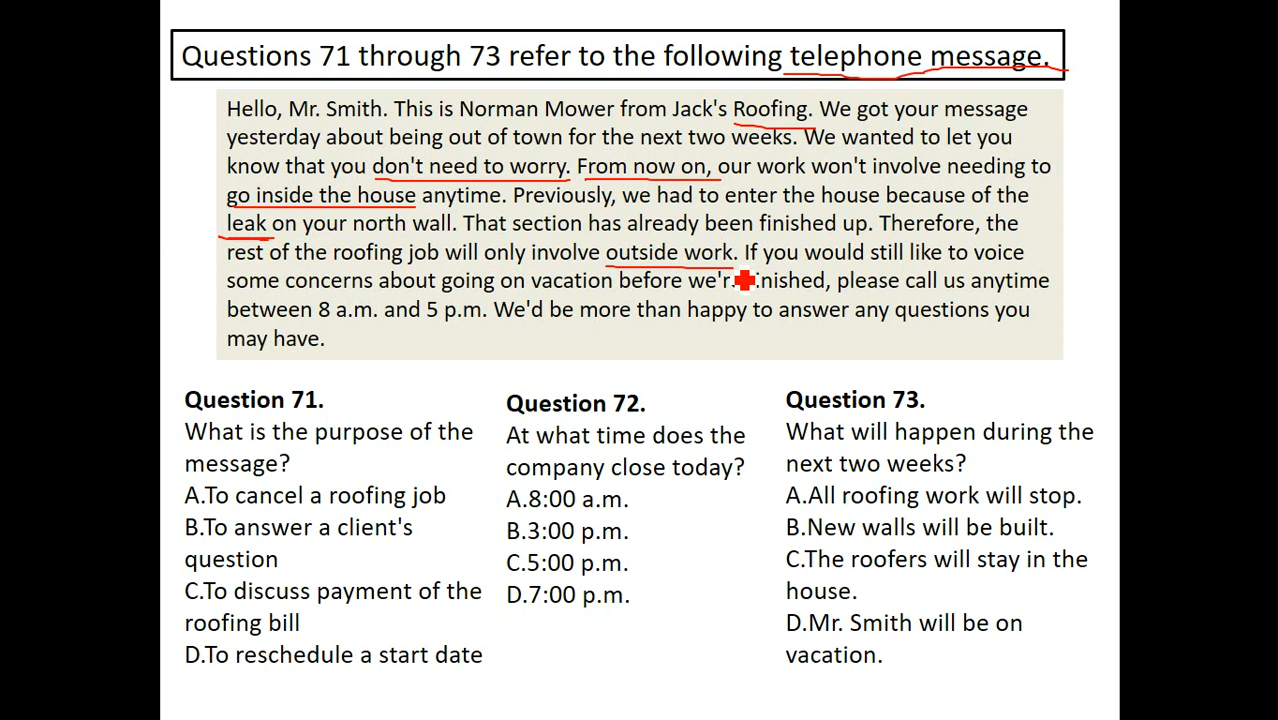 Questions 71 through 73 refer to the following telephone message.
Hello, Mr. Smith. This is Norman Mower from Jack's Roofing. We got your message
yesterday about being out of town for the next two weeks. We wanted to let you
know that you don't need to worry. From now on, our work won't involve needing to
go inside the house anytime. Previously, we had to enter the house because of the
leak on your north wall. That section has already been finished up. Therefore, the
rest of the roofing job will only involve outside work. If you would still like to voice
some concerns about going on vacation before we're finished, please call us anytime
between 8 a.m. and 5 p.m. We'd be more than happy to answer any questions you
may have.
Question 71.
What is the purpose of the
message?
A.To cancel a roofing job
B.To answer a client's
question
C.To discuss payment of the
roofing bill
D.To reschedule a start date
Question 72.
At what time does the
company close today?
A.8:00 a.m.
B.3:00 p.m.
C.5:00 p.m.
D.7:00 p.m.
Question 73.
What will happen during the
next two weeks?
A.All roofing work will stop.
B.New walls will be built.
C.The roofers will stay in the
house.
D.Mr. Smith will be on
vacation.